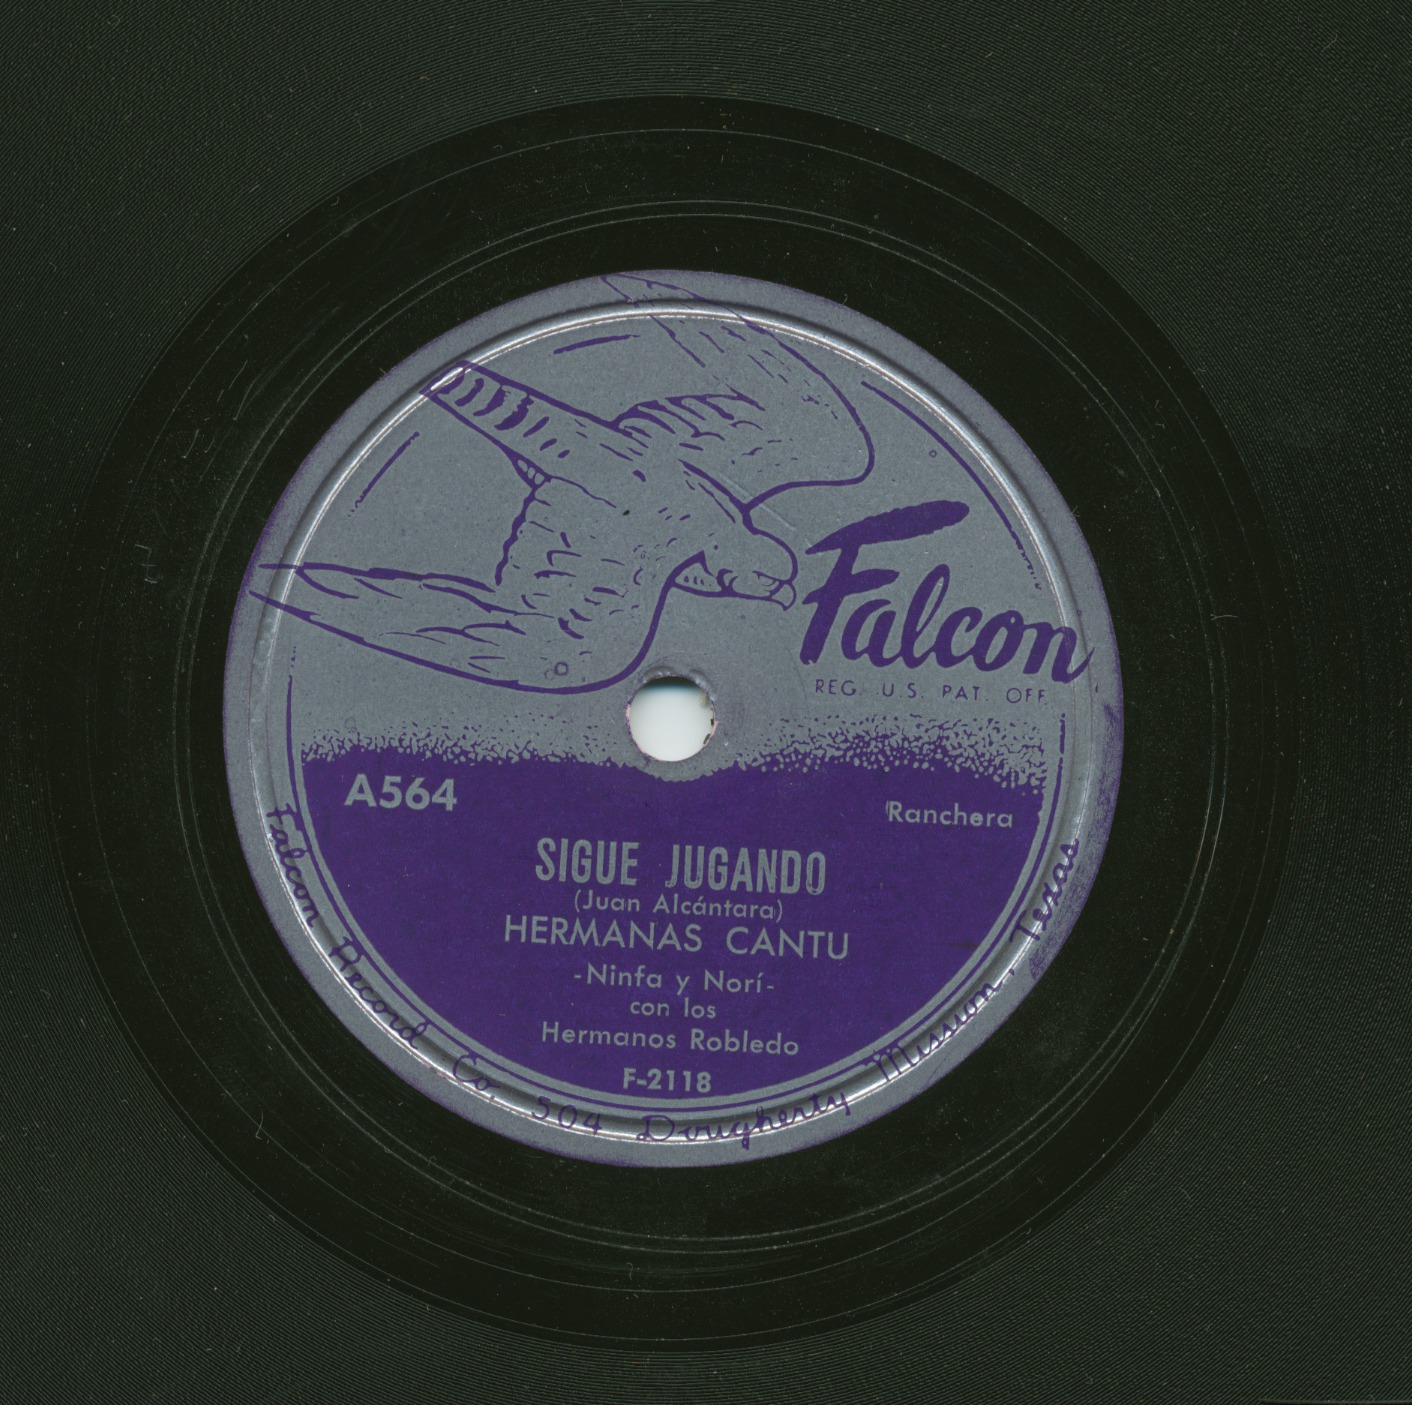 Falcon
REG. U.S. PAT. OFF.
A564
Ranchera
SIGUE JUGANDO
(Juan Alcántara)
HERMANAS CANTU
-Ninfa y Norí-
con los
Hermanos Robledo
F-2118
Falcon Record Co. 504 Dougherty Mission, Texas